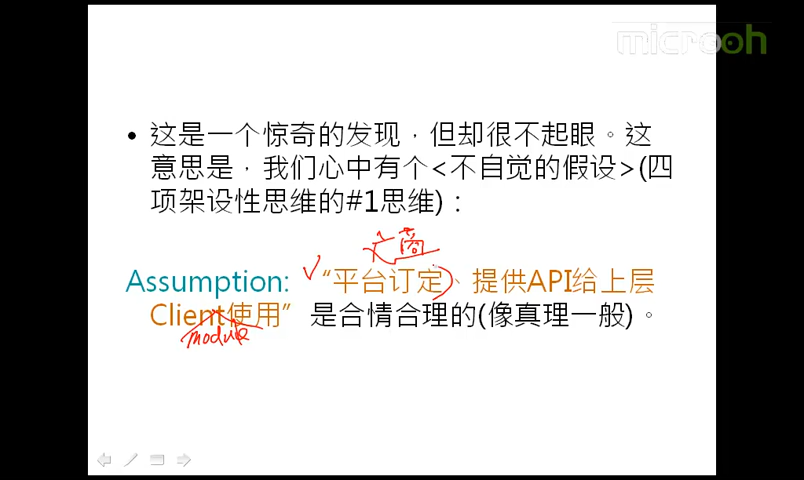 microoh
• 这是一个惊奇的发现，但却很不起眼。这
意思是，我们心中有个<不自觉的假设>(四
项架设性思维的#1思维)：
Assumption: “平台订定、提供API给上层
Client使用” 是合情合理的(像真理一般)。
module